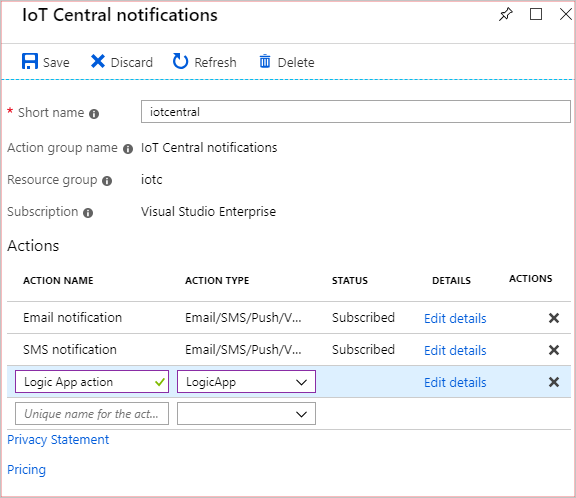 IoT Central notifications
Save Discard Refresh Delete
* Short name iotcentral
Action group name IoT Central notifications
Resource group iotc
Subscription Visual Studio Enterprise
Actions
ACTION NAME ACTION TYPE STATUS DETAILS ACTIONS
Email notification Email/SMS/Push/V... Subscribed Edit details
SMS notification Email/SMS/Push/V... Subscribed Edit details
Logic App action LogicApp Edit details
Unique name for the act...
Privacy Statement
Pricing